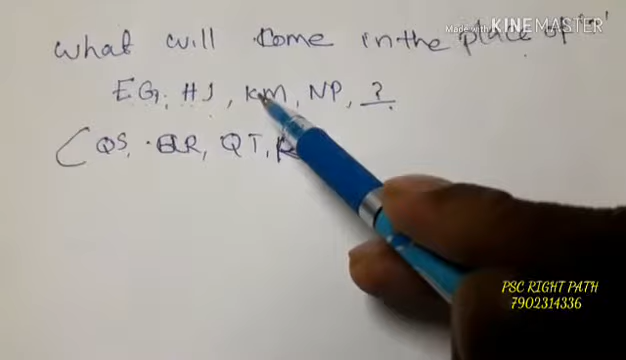 Made with KINEMASTER
What will come in the place of '?'
EG, HJ, KM, NP, ?
(QS, QR, QT,
PSC RIGHT PATH
7902314336